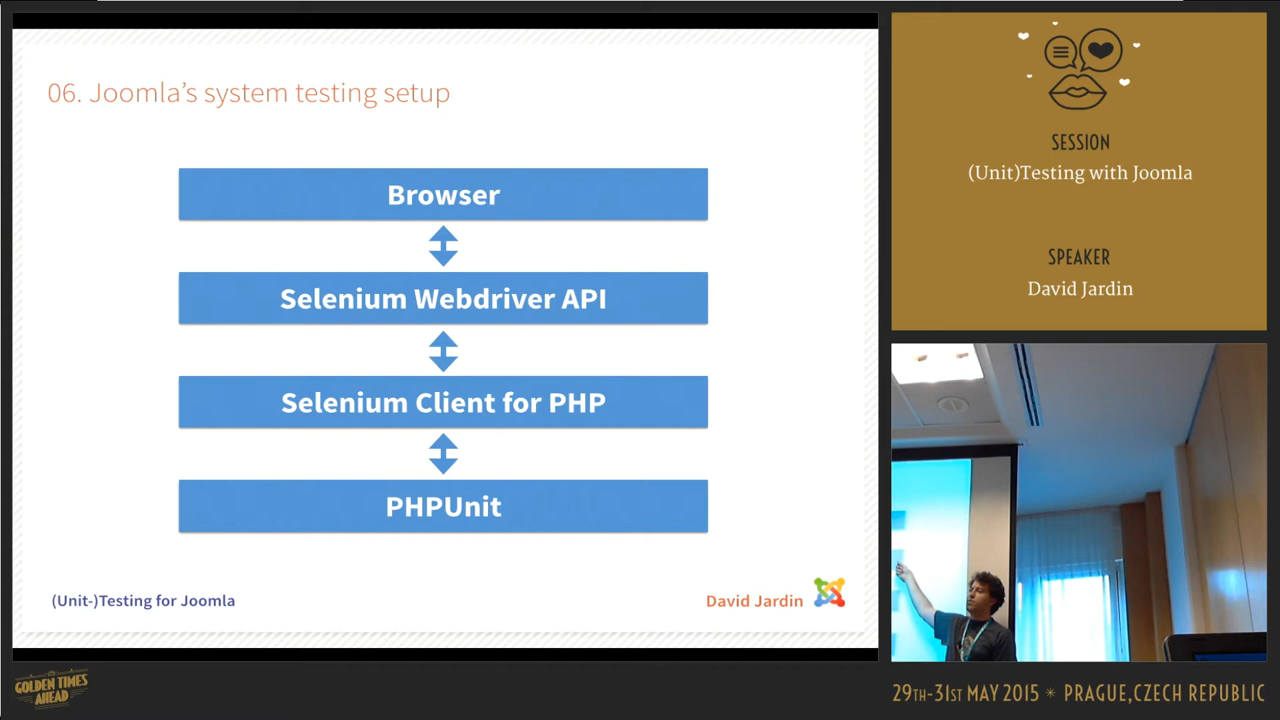 06. Joomla's system testing setup
Browser
Selenium Webdriver API
Selenium Client for PHP
PHPUnit
(Unit-)Testing for Joomla
David Jardin
SESSION
(Unit)Testing with Joomla
SPEAKER
David Jardin
GOLDEN TIMES
AHEAD
29TH-31ST MAY 2015 * PRAGUE,CZECH REPUBLIC